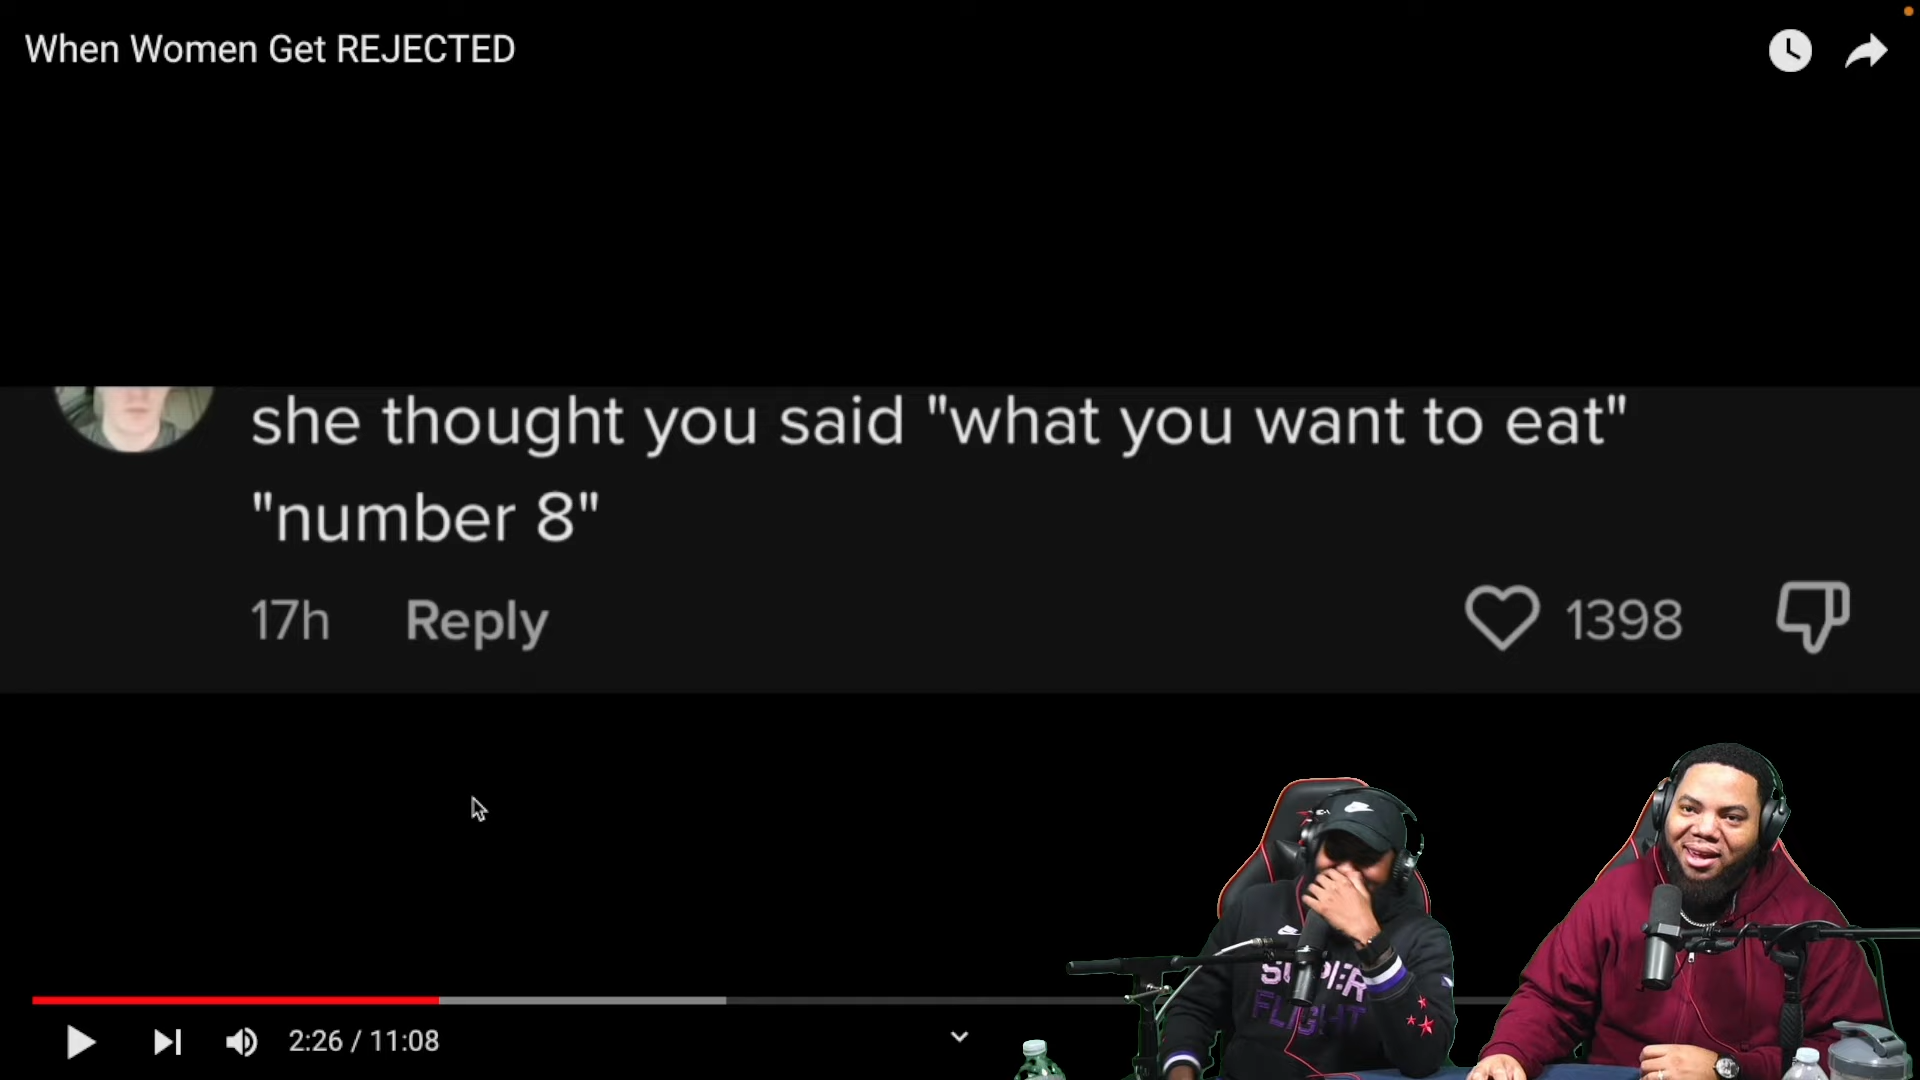 When Women Get REJECTED
she thought you said "what you want to eat"
"number 8"
17h Reply 1398
2:26 / 11:08
FLIGHT